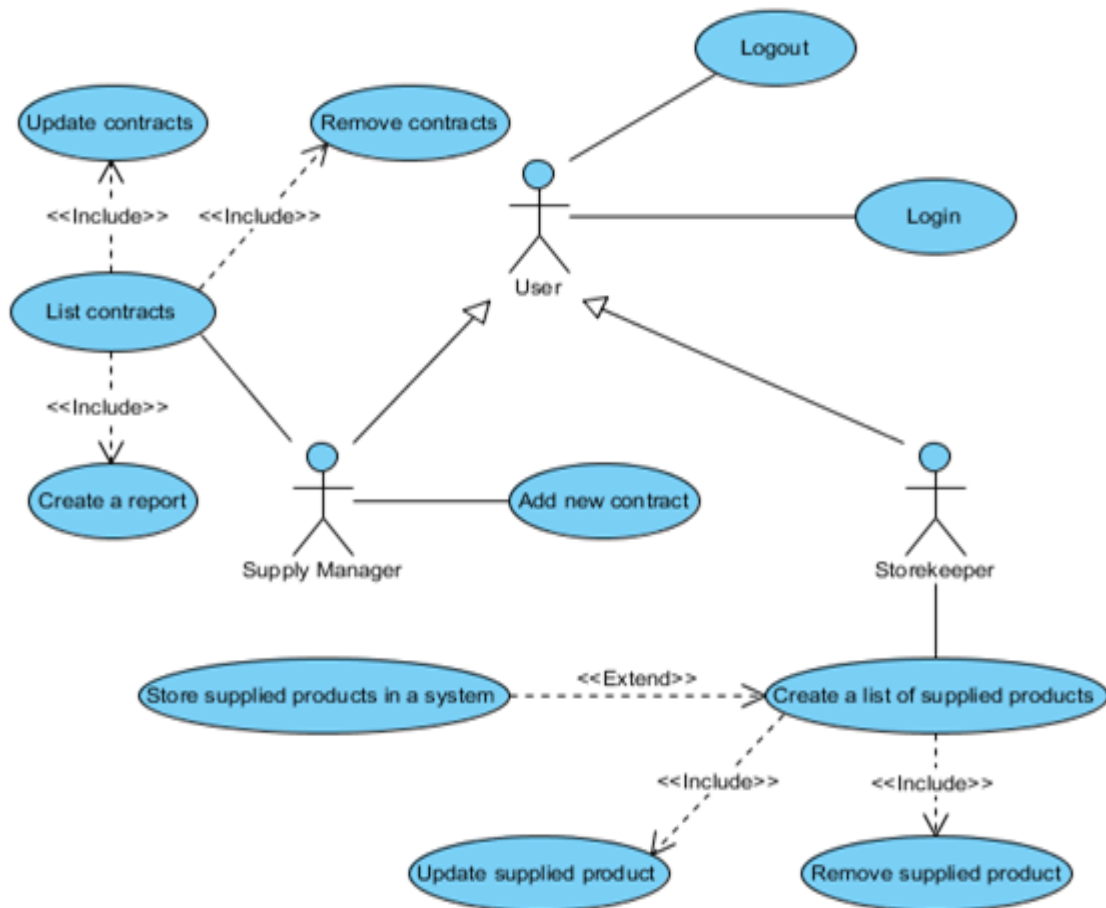 Logout
Update contracts
Remove contracts
<<Include>>
<<Include>>
Login
User
List contracts
<<Include>>
Create a report
Add new contract
Supply Manager
Storekeeper
<<Extend>>
Store supplied products in a system
Create a list of supplied products
<<Include>>
<<Include>>
Update supplied product
Remove supplied product